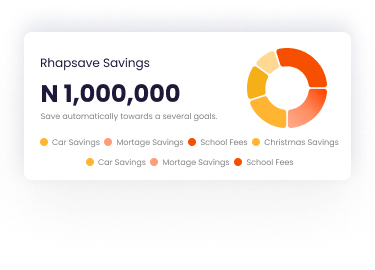 Rhapsave Savings
N 1,000,000
Save automatically towards a several goals.
Car Savings Mortage Savings School Fees Christmas Savings
Car Savings Mortage Savings School Fees